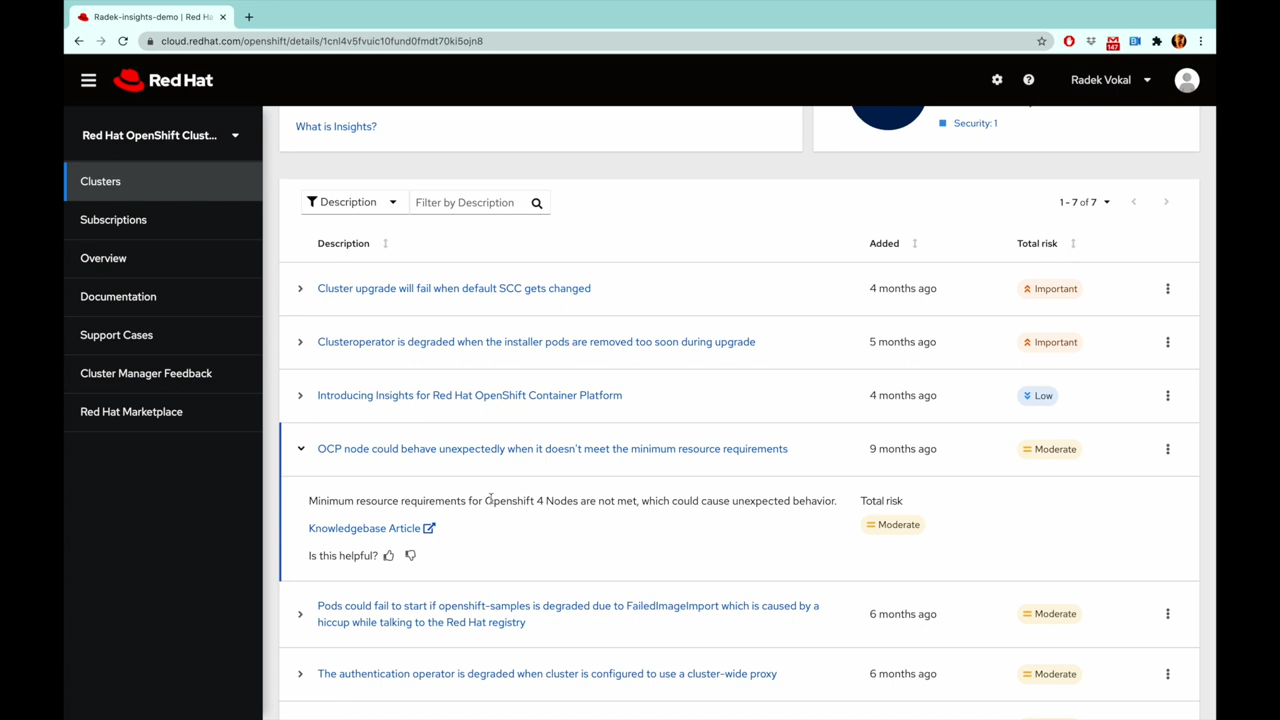 Radek-insights-demo | Red Ha
cloud.redhat.com/openshift/details/1cnl4v5fvuic10fund0fmdt70ki5ojn8
147
Red Hat
Radek Vokal
Red Hat OpenShift Clust...
Clusters
Subscriptions
Overview
Documentation
Support Cases
Cluster Manager Feedback
Red Hat Marketplace
What is Insights?
Security: 1
Description
Filter by Description
1 - 7 of 7
Description
Added
Total risk
Cluster upgrade will fail when default SCC gets changed
4 months ago
Important
Clusteroperator is degraded when the installer pods are removed too soon during upgrade
5 months ago
Important
Introducing Insights for Red Hat OpenShift Container Platform
4 months ago
Low
OCP node could behave unexpectedly when it doesn't meet the minimum resource requirements
9 months ago
Moderate
Minimum resource requirements for Openshift 4 Nodes are not met, which could cause unexpected behavior.
Total risk
Knowledgebase Article
Moderate
Is this helpful?
Pods could fail to start if openshift-samples is degraded due to FailedImageImport which is caused by a
hiccup while talking to the Red Hat registry
6 months ago
Moderate
The authentication operator is degraded when cluster is configured to use a cluster-wide proxy
6 months ago
Moderate